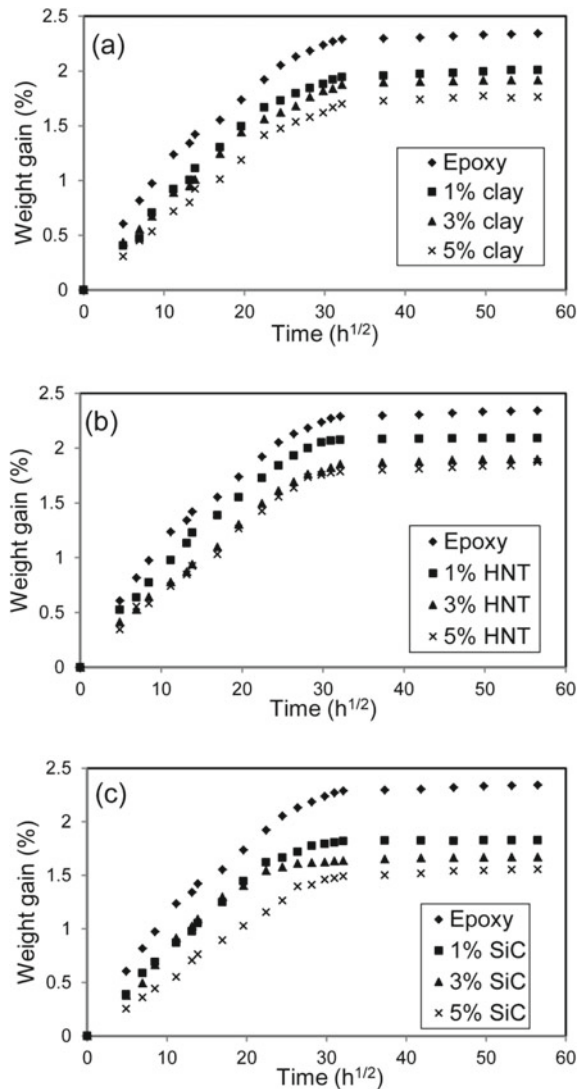 (a)
Weight gain (%)
2.5
2
1.5
1
0.5
0
Epoxy
1% clay
3% clay
5% clay
0 10 20 30 40 50 60
Time (h1/2)
(b)
Weight gain (%)
2.5
2
1.5
1
0.5
0
Epoxy
1% HNT
3% HNT
5% HNT
0 10 20 30 40 50 60
Time (h1/2)
(c)
Weight gain (%)
2.5
2
1.5
1
0.5
0
Epoxy
1% SiC
3% SiC
5% SiC
0 10 20 30 40 50 60
Time (h1/2)